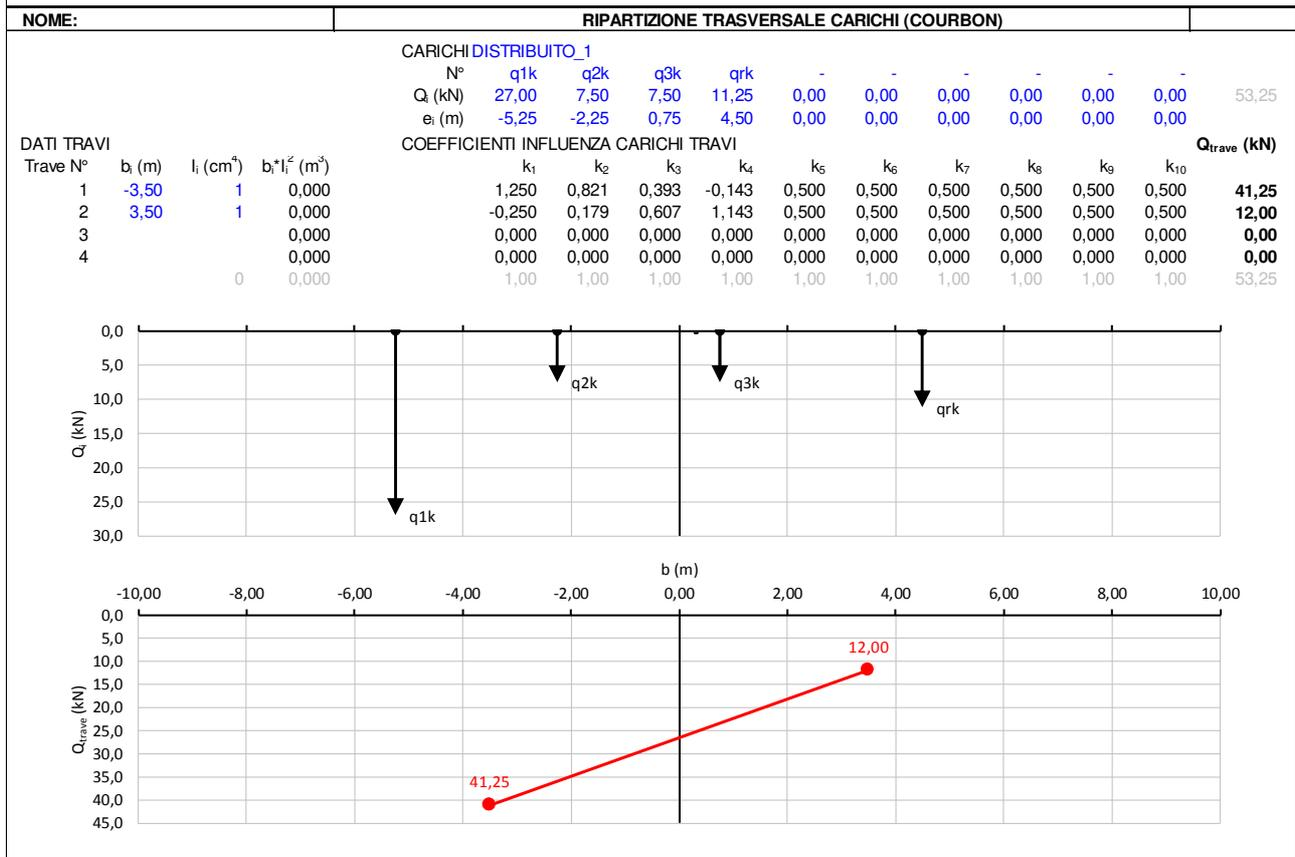 NOME: RIPARTIZIONE TRASVERSALE CARICHI (COURBON)
CARICHI DISTRIBUITO_1
N° q1k q2k q3k qrk - - - - - -
Qᵢ (kN) 27,00 7,50 7,50 11,25 0,00 0,00 0,00 0,00 0,00 0,00 53,25
eᵢ (m) -5,25 -2,25 0,75 4,50 0,00 0,00 0,00 0,00 0,00 0,00
DATI TRAVI COEFFICIENTI INFLUENZA CARICHI TRAVI Qtrave (kN)
Trave N° bᵢ (m) Iᵢ (cm⁴) bᵢ*Iᵢ² (m³) k₁ k₂ k₃ k₄ k₅ k₆ k₇ k₈ k₉ k₁₀
1 -3,50 1 0,000 1,250 0,821 0,393 -0,143 0,500 0,500 0,500 0,500 0,500 0,500 41,25
2 3,50 1 0,000 -0,250 0,179 0,607 1,143 0,500 0,500 0,500 0,500 0,500 0,500 12,00
3 0,000 0,000 0,000 0,000 0,000 0,000 0,000 0,000 0,000 0,000 0,000 0,00
4 0,000 0,000 0,000 0,000 0,000 0,000 0,000 0,000 0,000 0,000 0,000 0,00
0 0,000 1,00 1,00 1,00 1,00 1,00 1,00 1,00 1,00 1,00 1,00 53,25
0,0
5,0
10,0
15,0
20,0
25,0
30,0
Qᵢ (kN)
q1k
q2k
q3k
qrk
b (m)
-10,00 -8,00 -6,00 -4,00 -2,00 0,00 2,00 4,00 6,00 8,00 10,00
0,0
5,0
10,0
15,0
20,0
25,0
30,0
35,0
40,0
45,0
Qtrave (kN)
41,25
12,00